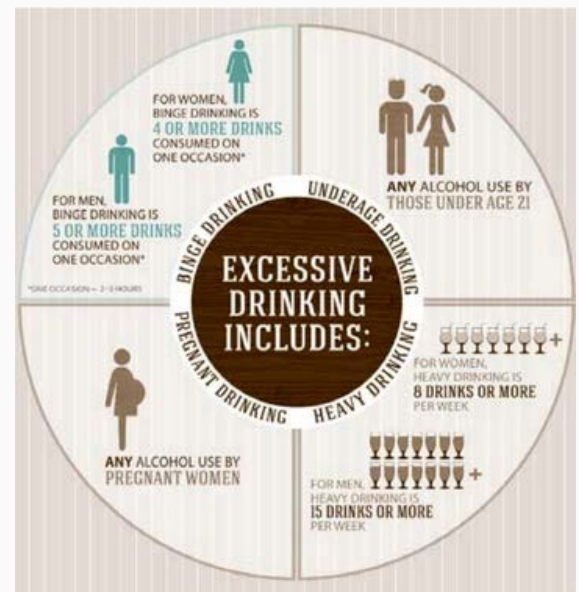 FOR WOMEN,
BINGE DRINKING IS
4 OR MORE DRINKS
CONSUMED ON
ONE OCCASION*
FOR MEN,
BINGE DRINKING IS
5 OR MORE DRINKS
CONSUMED ON
ONE OCCASION*
*ONE OCCASION = 2-3 HOURS
ANY ALCOHOL USE BY
THOSE UNDER AGE 21
BINGE DRINKING
UNDERAGE DRINKING
EXCESSIVE
DRINKING
INCLUDES:
PREGNANT DRINKING
HEAVY DRINKING
ANY ALCOHOL USE BY
PREGNANT WOMEN
+
FOR WOMEN,
HEAVY DRINKING IS
8 DRINKS OR MORE
PER WEEK
+
FOR MEN,
HEAVY DRINKING IS
15 DRINKS OR MORE
PER WEEK